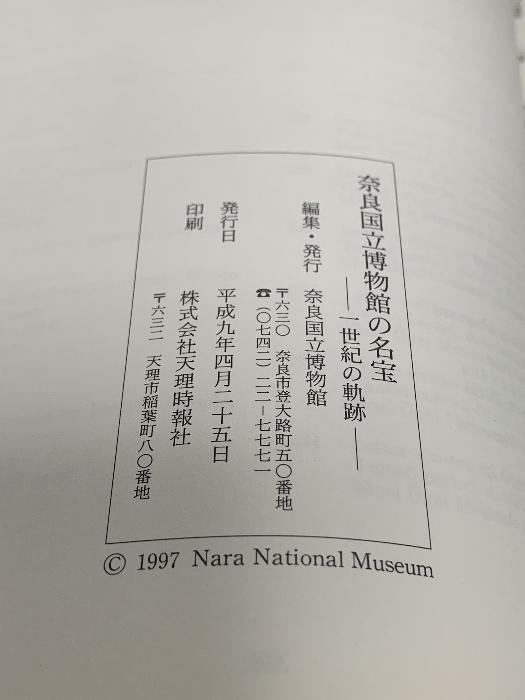 奈良国立博物館の名宝
―一世紀の軌跡―
編集・発行　奈良国立博物館
〒六三〇　奈良市登大路町五〇番地
☎(〇七四二)二二―七七七一
発行日　平成九年四月二十五日
印刷　株式会社天理時報社
〒六三二　天理市稲葉町八〇番地
© 1997 Nara National Museum